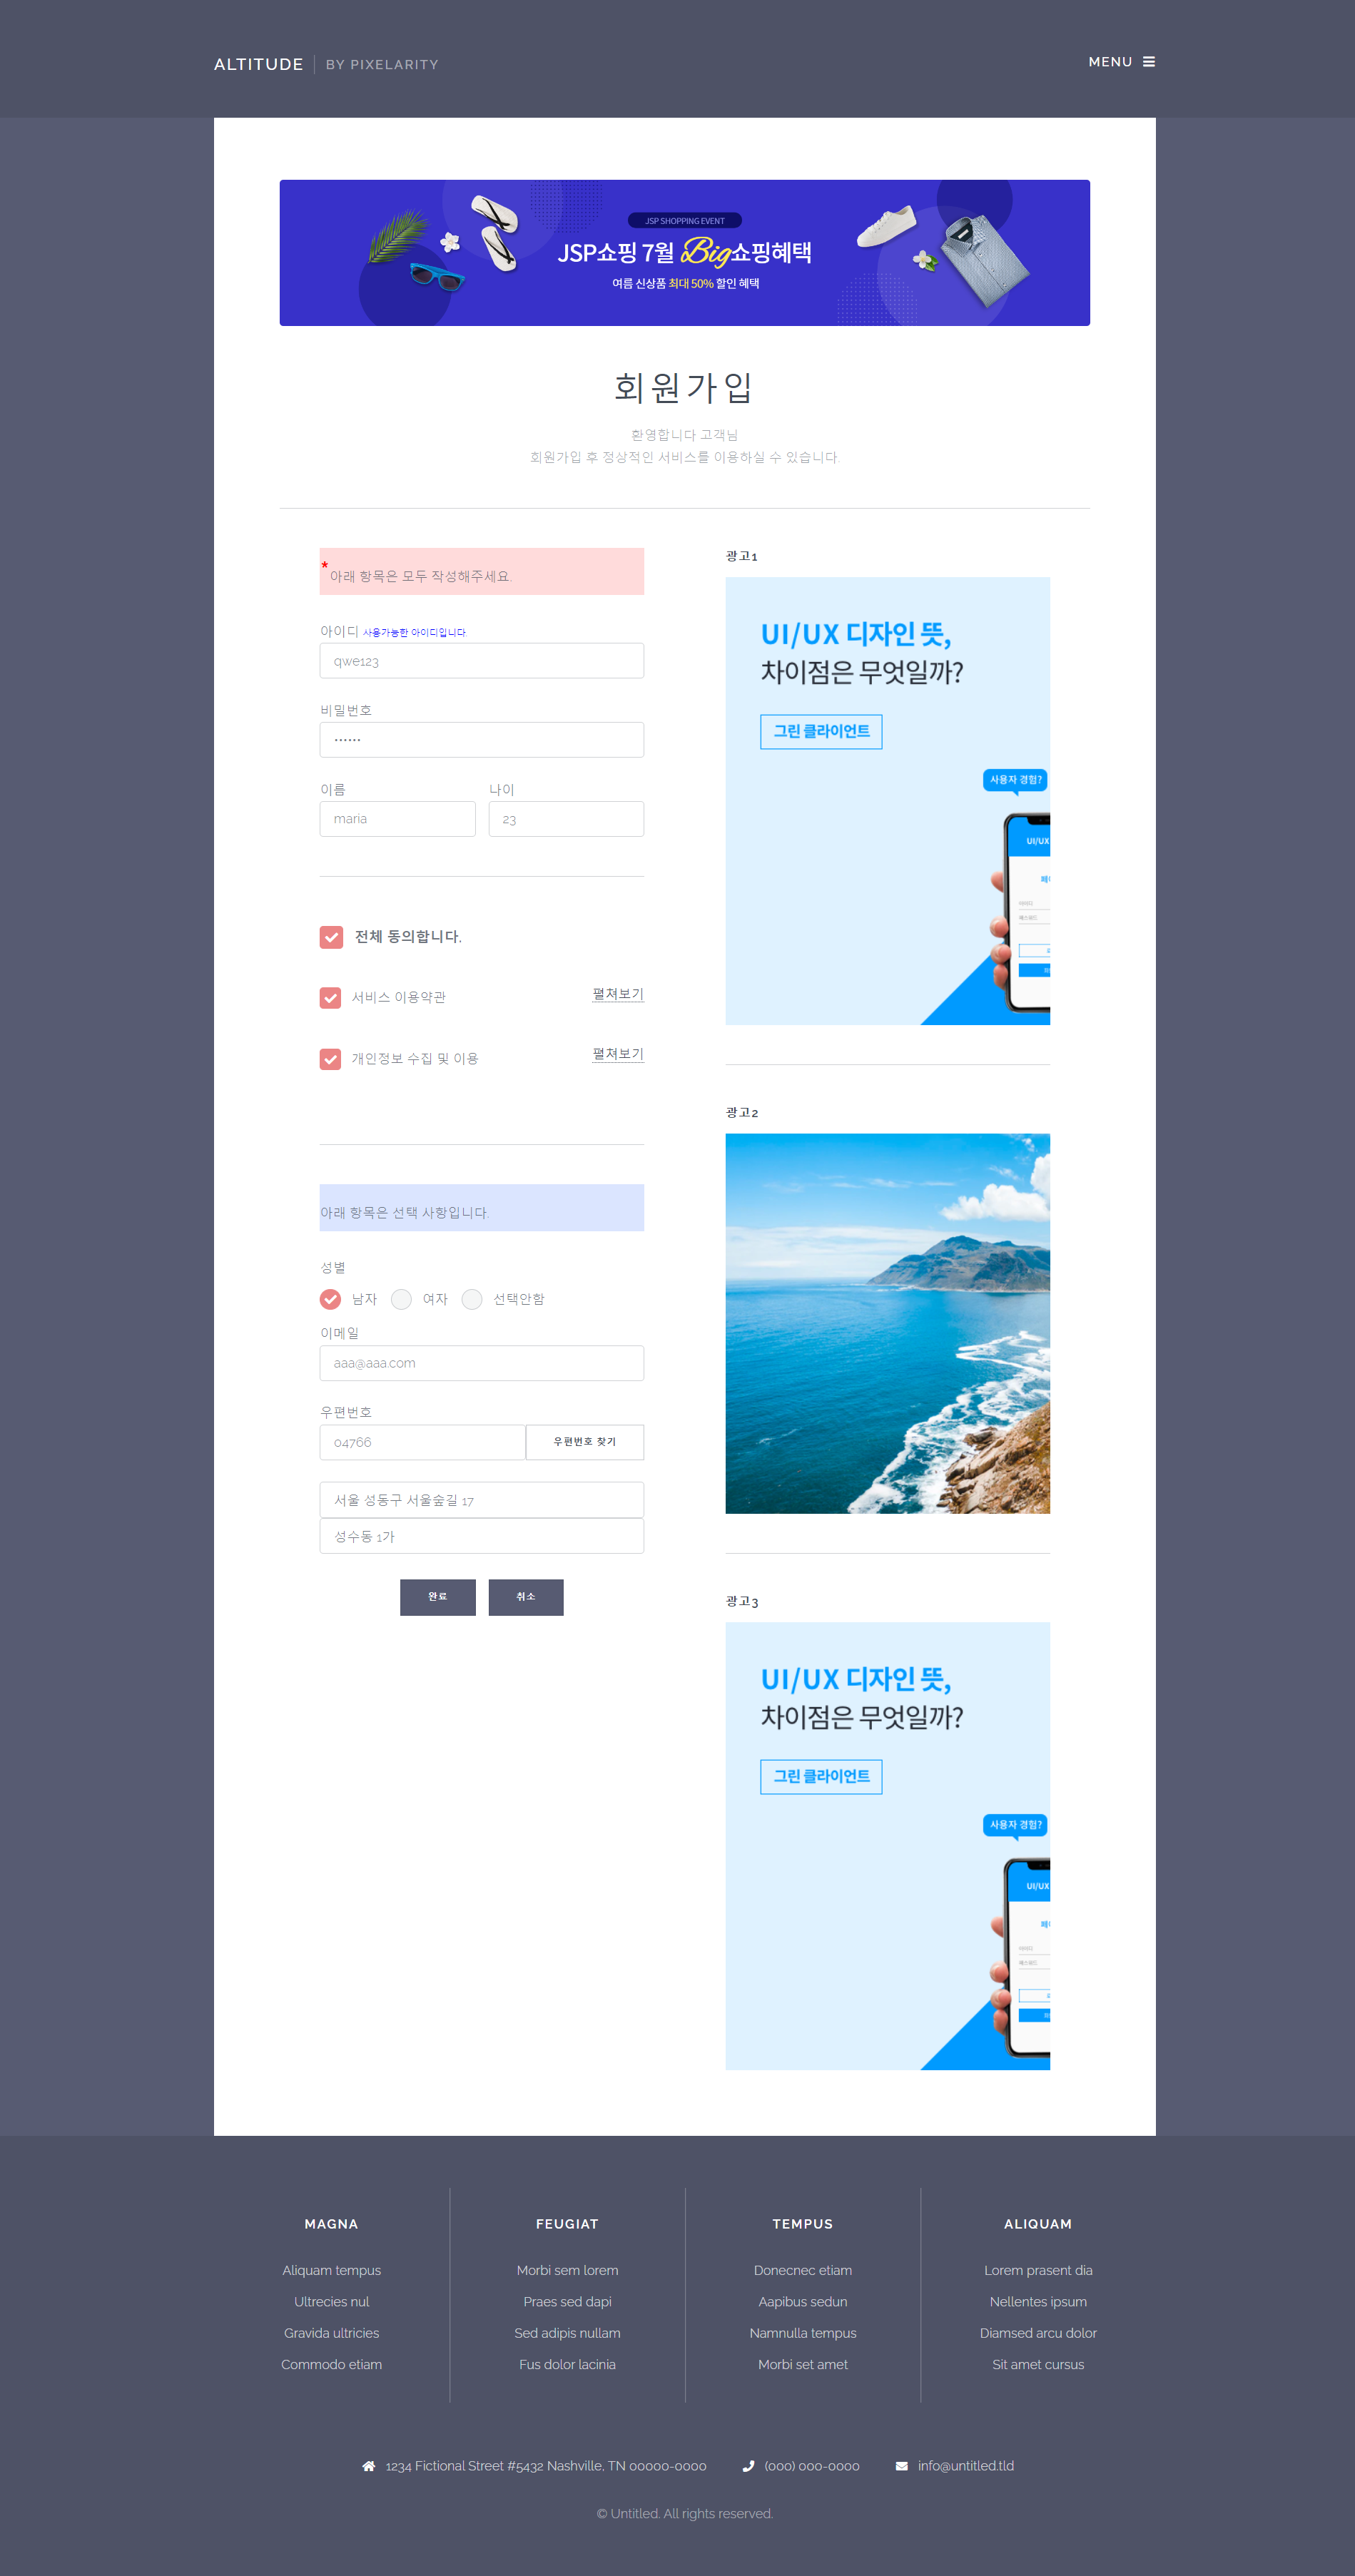 ALTITUDE BY PIXELARITY
MENU
JSP SHOPPING EVENT
JSP쇼핑 7월 Big쇼핑혜택
여름 신상품 최대 50% 할인 혜택
회원가입
환영합니다 고객님
회원가입 후 정상적인 서비스를 이용하실 수 있습니다.
* 아래 항목은 모두 작성해주세요.
아이디 사용가능한 아이디입니다.
qwe123
비밀번호
••••••
이름 나이
maria 23
전체 동의합니다.
서비스 이용약관 펼쳐보기
개인정보 수집 및 이용 펼쳐보기
아래 항목은 선택 사항입니다.
성별
남자 여자 선택안함
이메일
aaa@aaa.com
우편번호
04766 우편번호 찾기
서울 성동구 서울숲길 17
성수동 1가
완료 취소
광고1
UI/UX 디자인 뜻,
차이점은 무엇일까?
그린 클라이언트
사용자 경험?
UI/UX
광고2
광고3
UI/UX 디자인 뜻,
차이점은 무엇일까?
그린 클라이언트
사용자 경험?
UI/UX
MAGNA
Aliquam tempus
Ultrecies nul
Gravida ultricies
Commodo etiam
FEUGIAT
Morbi sem lorem
Praes sed dapi
Sed adipis nullam
Fus dolor lacinia
TEMPUS
Donecnec etiam
Aapibus sedun
Namnulla tempus
Morbi set amet
ALIQUAM
Lorem prasent dia
Nellentes ipsum
Diamsed arcu dolor
Sit amet cursus
1234 Fictional Street #5432 Nashville, TN 00000-0000 (000) 000-0000 info@untitled.tld
© Untitled. All rights reserved.